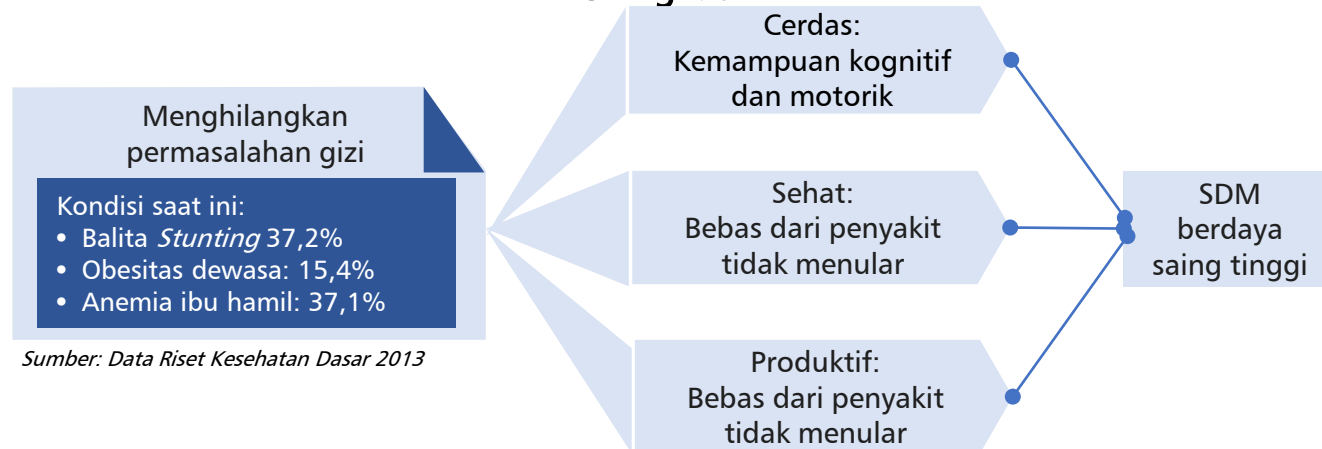 Menghilangkan
permasalahan gizi
Kondisi saat ini:
• Balita Stunting 37,2%
• Obesitas dewasa: 15,4%
• Anemia ibu hamil: 37,1%
Sumber: Data Riset Kesehatan Dasar 2013
Cerdas:
Kemampuan kognitif
dan motorik
Sehat:
Bebas dari penyakit
tidak menular
Produktif:
Bebas dari penyakit
tidak menular
SDM
berdaya
saing tinggi